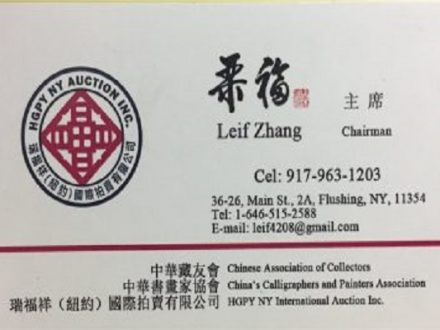 HGPY NY AUCTION INC.
瑞福祥(紐約)國際拍賣有限公司
福
主席
Leif Zhang
Chairman
Cel: 917-963-1203
36-26, Main St., 2A, Flushing, NY, 11354
Tel: 1-646-515-2588
E-mail: leif4208@gmail.com
中華藏友會 Chinese Association of Collectors
中華書畫家協會 China's Calligraphers and Painters Association
瑞福祥（紐約）國際拍賣有限公司 HGPY NY International Auction Inc.